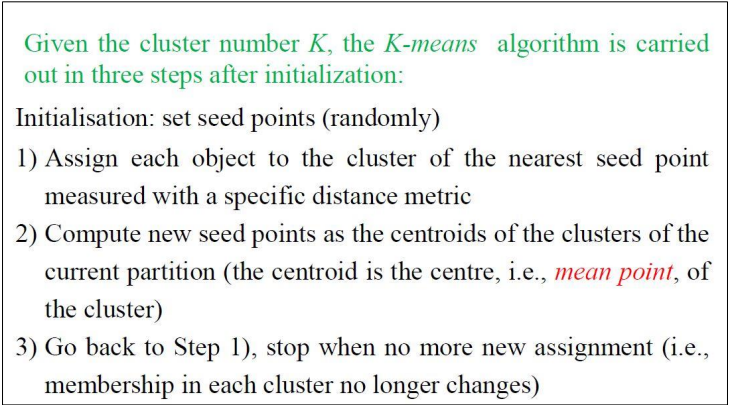 Given the cluster number K, the K-means algorithm is carried
out in three steps after initialization:
Initialisation: set seed points (randomly)
1) Assign each object to the cluster of the nearest seed point
measured with a specific distance metric
2) Compute new seed points as the centroids of the clusters of the
current partition (the centroid is the centre, i.e., mean point, of
the cluster)
3) Go back to Step 1), stop when no more new assignment (i.e.,
membership in each cluster no longer changes)